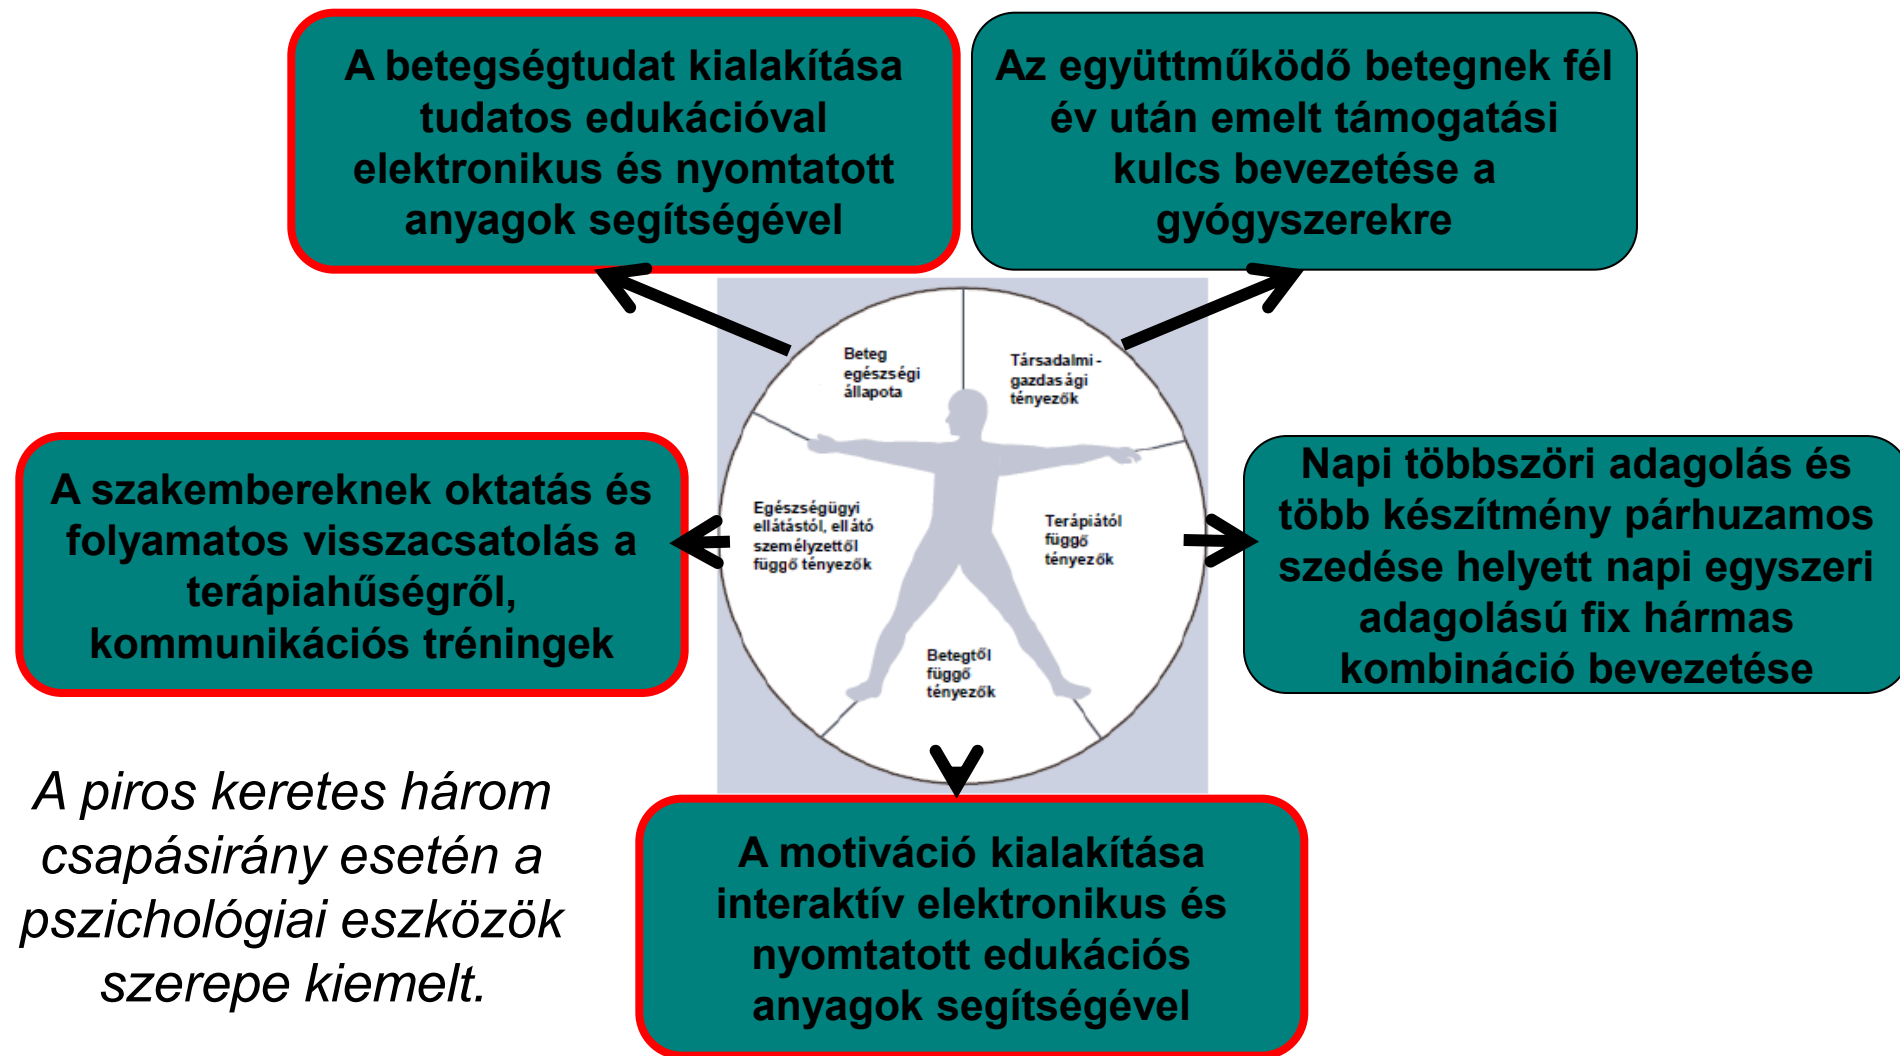 A betegségtudat kialakítása
tudatos edukációval
elektronikus és nyomtatott
anyagok segítségével
Az együttműködő betegnek fél
év után emelt támogatási
kulcs bevezetése a
gyógyszerekre
Beteg
egészségi
állapota
Társadalmi-
gazdasági
tényezők
A szakembereknek oktatás és
folyamatos visszacsatolás a
terápiahűségről,
kommunikációs tréningek
Egészségügyi
ellátástól, ellátó
személyzettől
függő tényezők
Terápiától
függő
tényezők
Napi többszöri adagolás és
több készítmény párhuzamos
szedése helyett napi egyszeri
adagolású fix hármas
kombináció bevezetése
Betegtől
függő
tényezők
A piros keretes három
csapásirány esetén a
pszichológiai eszközök
szerepe kiemelt.
A motiváció kialakítása
interaktív elektronikus és
nyomtatott edukációs
anyagok segítségével